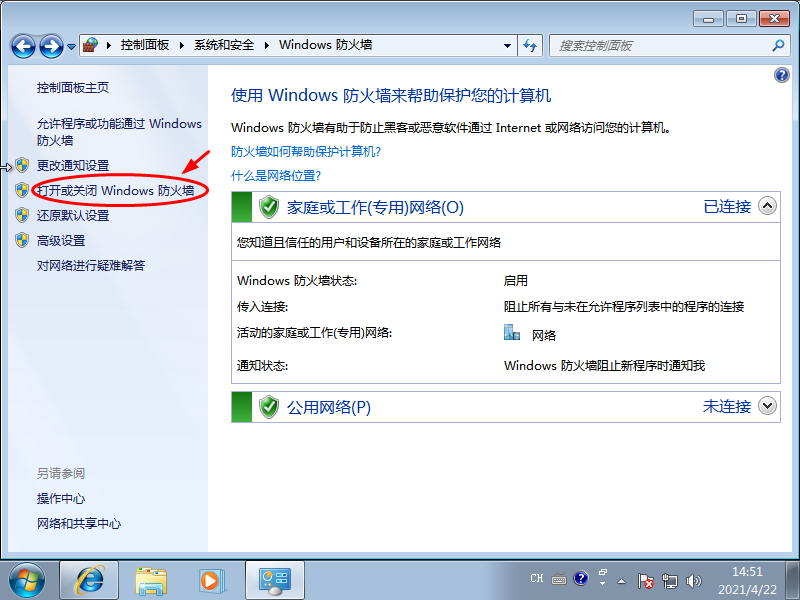 控制面板 系统和安全 Windows 防火墙
搜索控制面板
控制面板主页
允许程序或功能通过 Windows
防火墙
更改通知设置
打开或关闭 Windows 防火墙
还原默认设置
高级设置
对网络进行疑难解答
另请参阅
操作中心
网络和共享中心
使用 Windows 防火墙来帮助保护您的计算机
Windows 防火墙有助于防止黑客或恶意软件通过 Internet 或网络访问您的计算机。
防火墙如何帮助保护计算机?
什么是网络位置?
家庭或工作(专用)网络(O) 已连接
您知道且信任的用户和设备所在的家庭或工作网络
Windows 防火墙状态: 启用
传入连接: 阻止所有与未在允许程序列表中的程序的连接
活动的家庭或工作(专用)网络: 网络
通知状态: Windows 防火墙阻止新程序时通知我
公用网络(P) 未连接
CH
14:51
2021/4/22